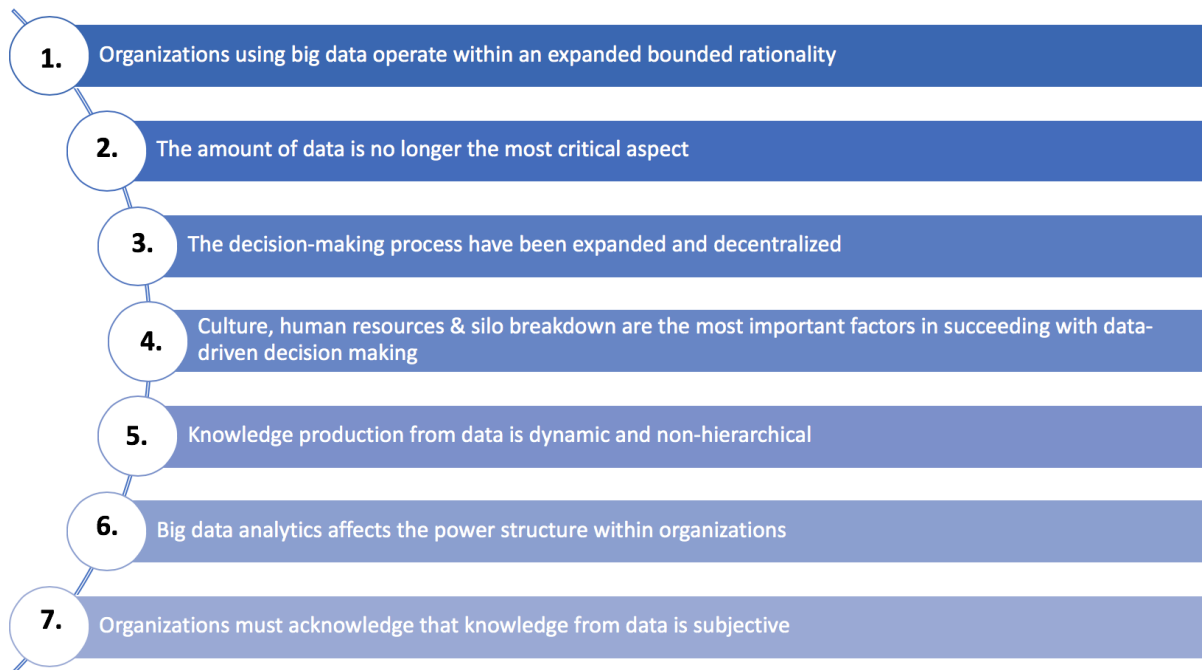 1.
Organizations using big data operate within an expanded bounded rationality
2.
The amount of data is no longer the most critical aspect
3.
The decision-making process have been expanded and decentralized
4.
Culture, human resources & silo breakdown are the most important factors in succeeding with data-
driven decision making
5.
Knowledge production from data is dynamic and non-hierarchical
6.
Big data analytics affects the power structure within organizations
7.
Organizations must acknowledge that knowledge from data is subjective